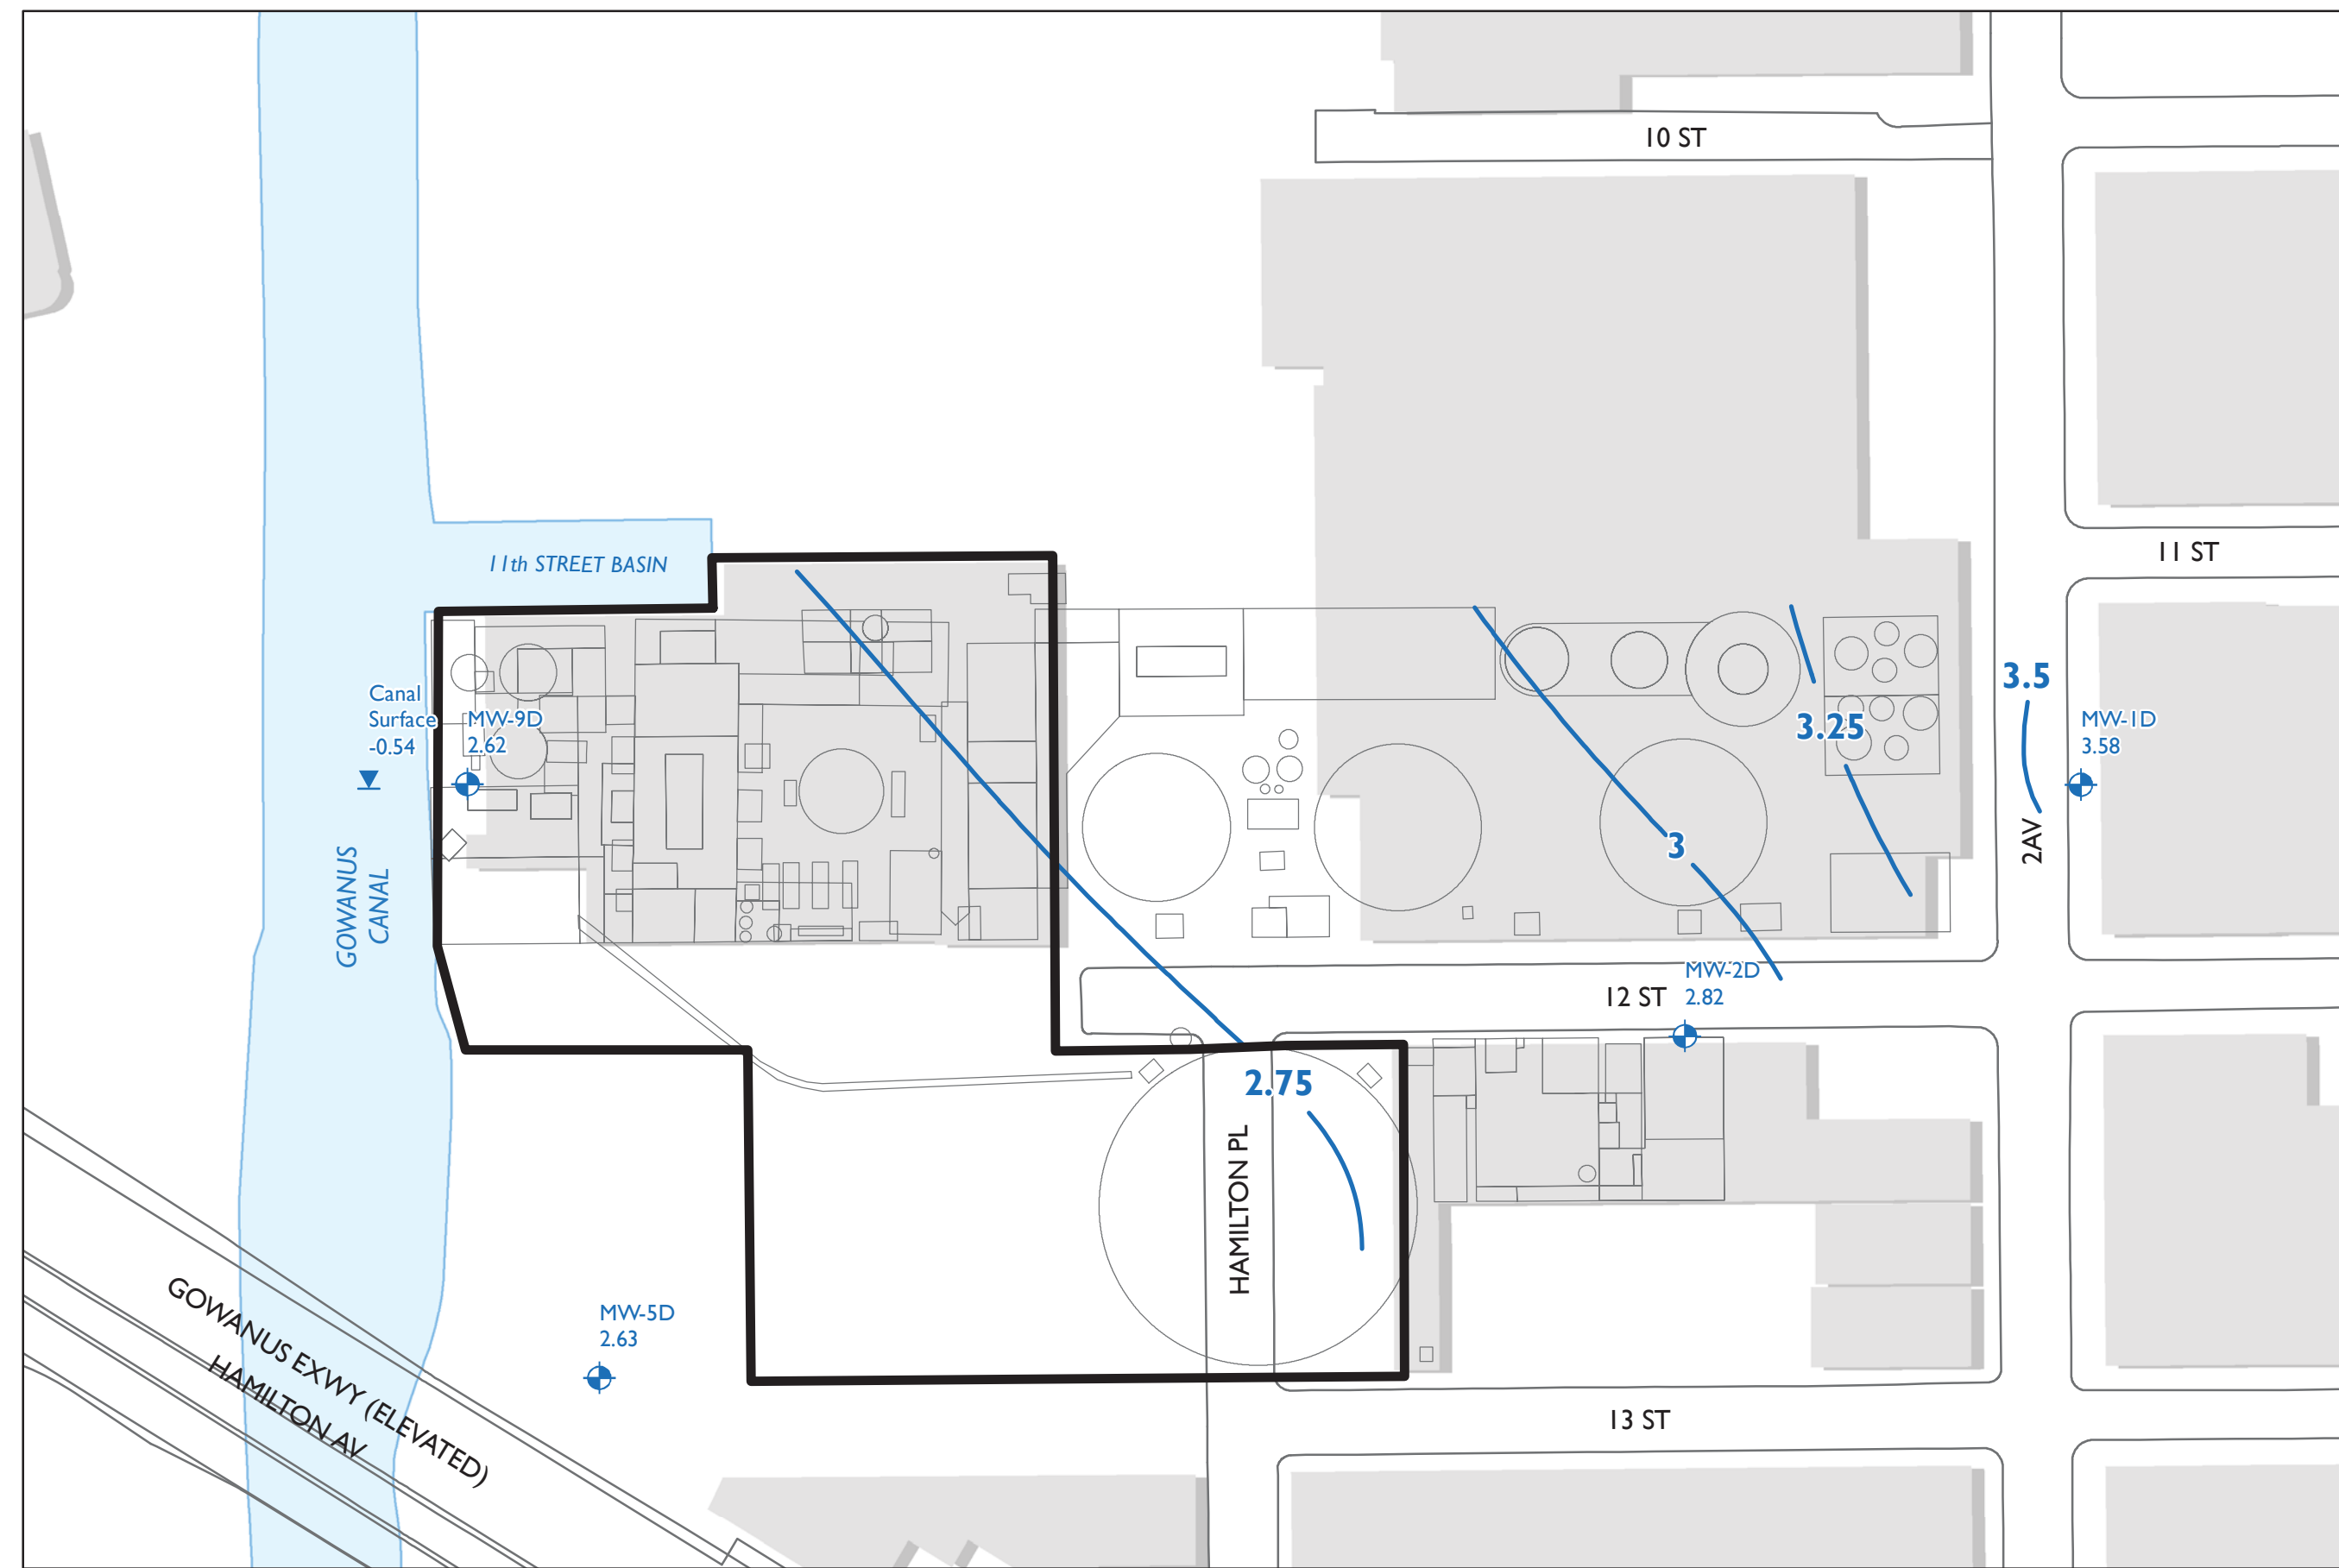 10 ST
11 ST
11th STREET BASIN
3.5
Canal
Surface
-0.54
MW-9D
2.62
3.25
MW-1D
3.58
2AV
3
GOWANUS
CANAL
MW-2D
2.82
12 ST
2.75
HAMILTON PL
MW-5D
2.63
GOWANUS EXWY (ELEVATED)
HAMILTON AV
13 ST